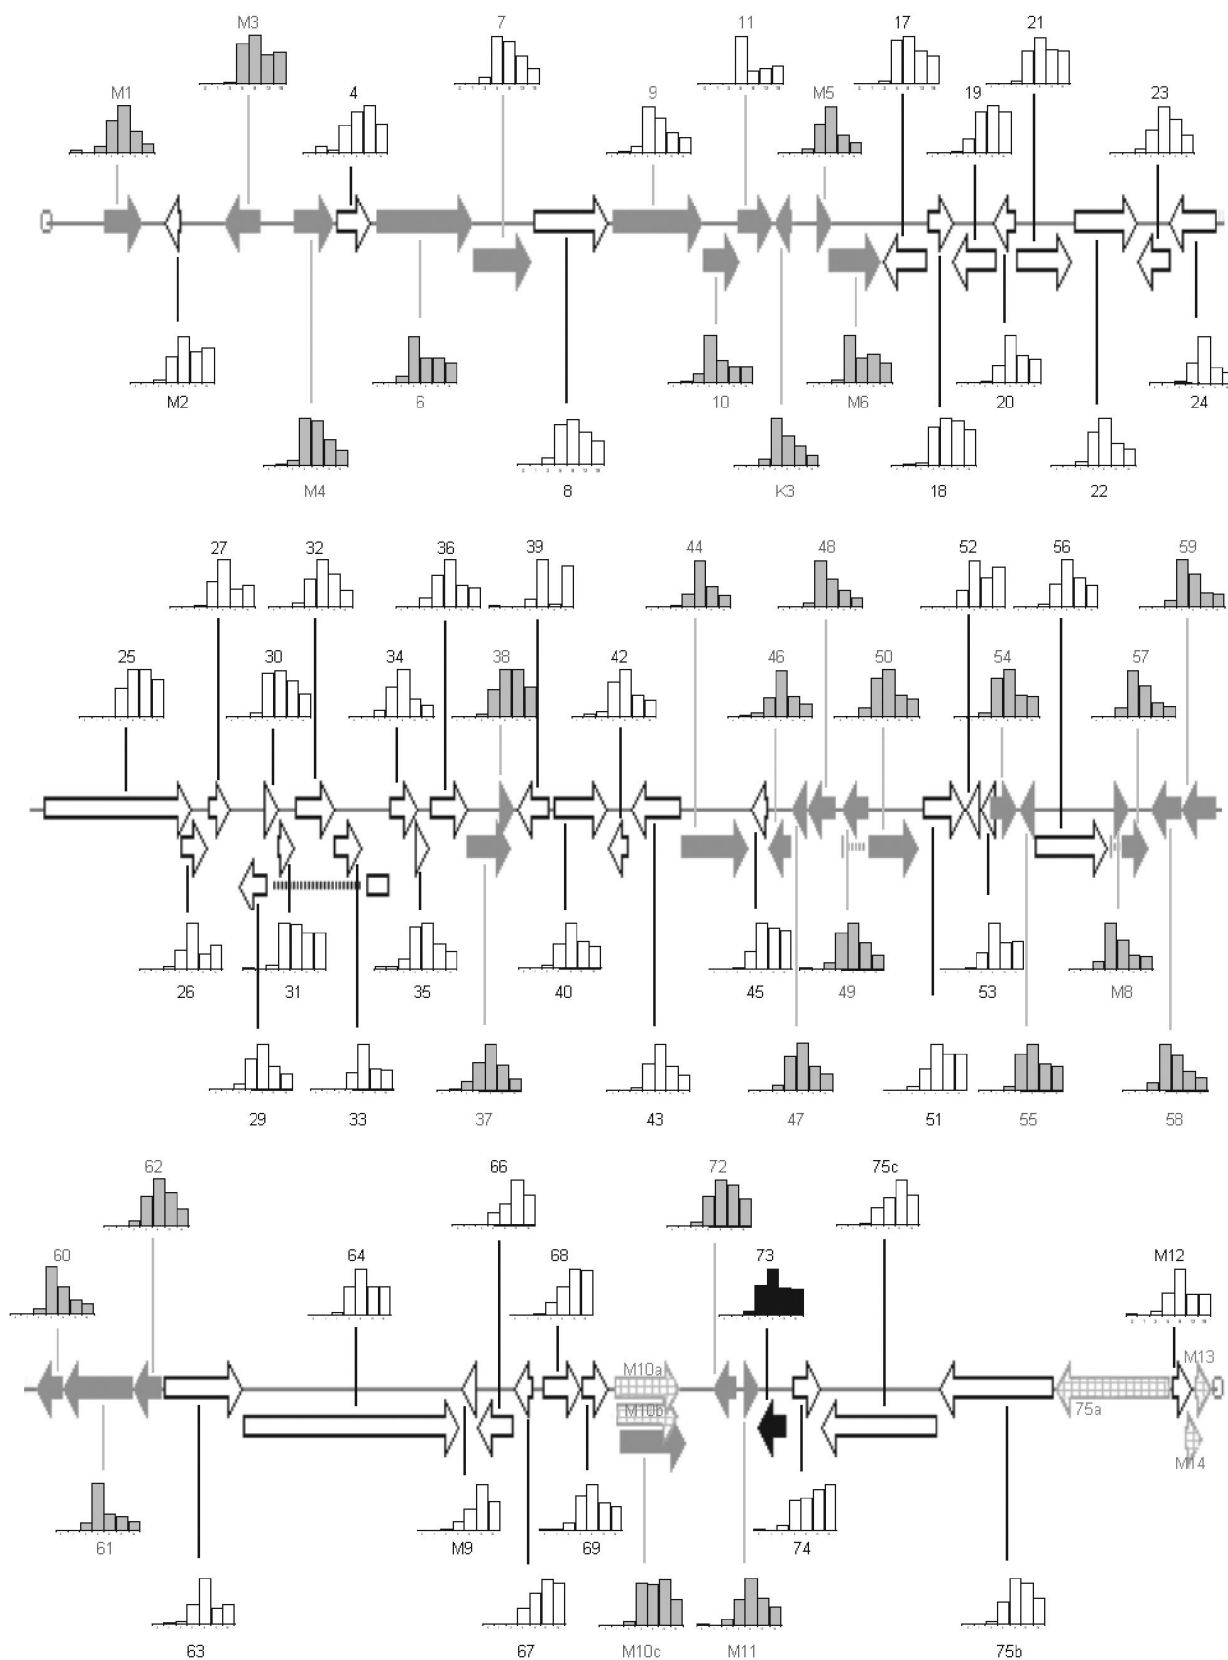 7 11 17 21
M3
M1 4 9 M5 19 23
M2 6 10 M6 20 24
M4 8 K3 18 22
27 32 36 39 44 48 52 56 59
25 30 34 38 42 46 50 54 57
26 31 35 40 45 49 53 M8
29 33 37 43 47 51 55 58
62 66 72 75c
60 64 68 73 M12
M10a M13
M10b 75a
M14
61 M9 69 74
63 67 M10c M11 75b